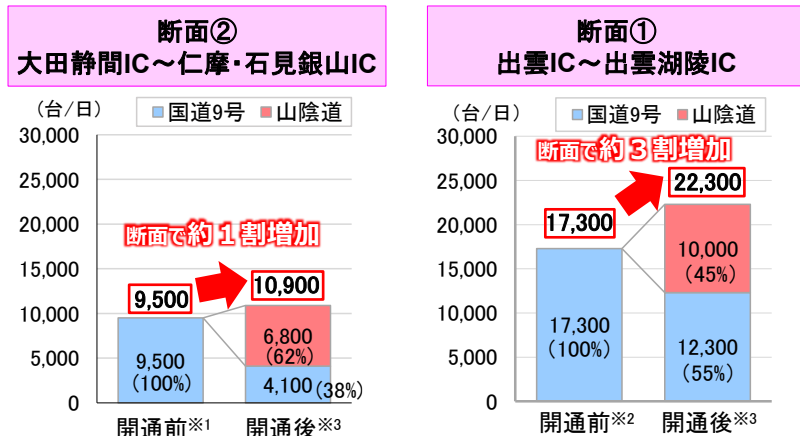 断面②
大田静間IC～仁摩・石見銀山IC
（台/日）
国道9号 山陰道
30,000
25,000
20,000
15,000
10,000
5,000
0
断面で約１割増加
9,500
10,900
9,500
(100%)
6,800
(62%)
4,100 (38%)
開通前※1
開通後※3
断面①
出雲IC～出雲湖陵IC
（台/日）
国道9号 山陰道
30,000
25,000
20,000
15,000
10,000
5,000
0
断面で約３割増加
17,300
22,300
17,300
(100%)
10,000
(45%)
12,300
(55%)
開通前※2
開通後※3